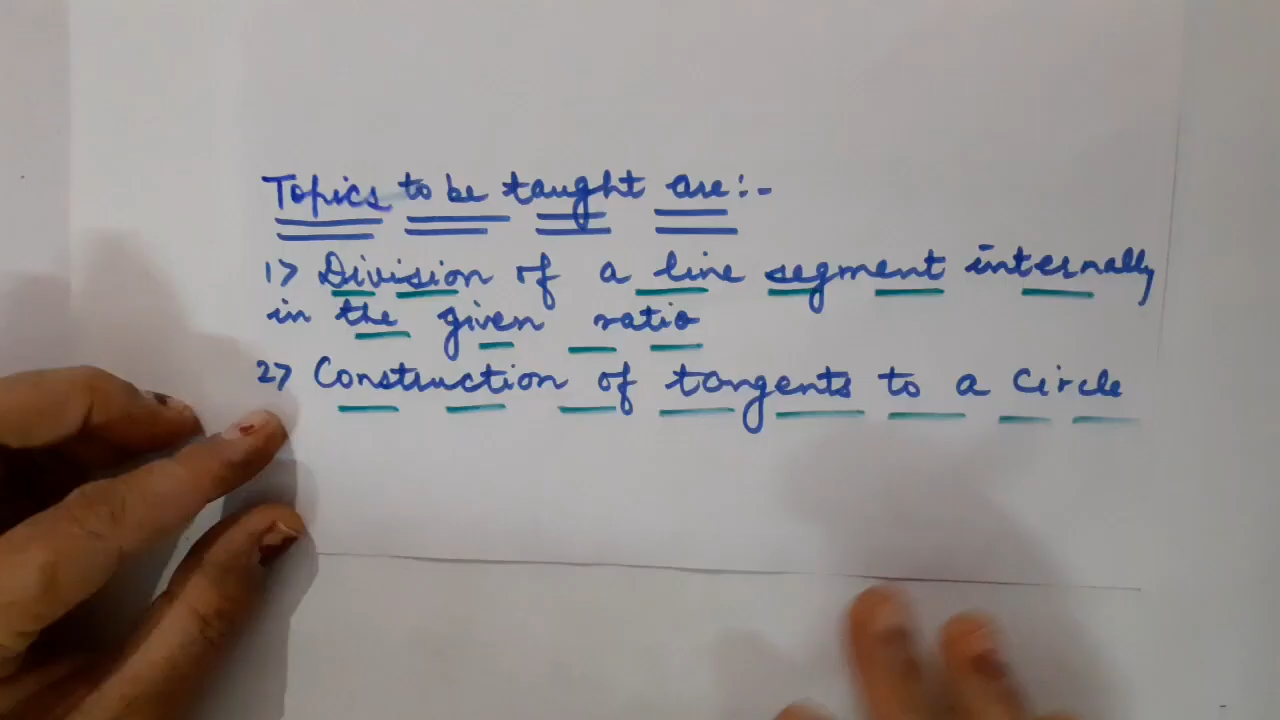 Topics to be taught are:-
1> Division of a line segment internally
in the given ratio
2> Construction of tangents to a Circle